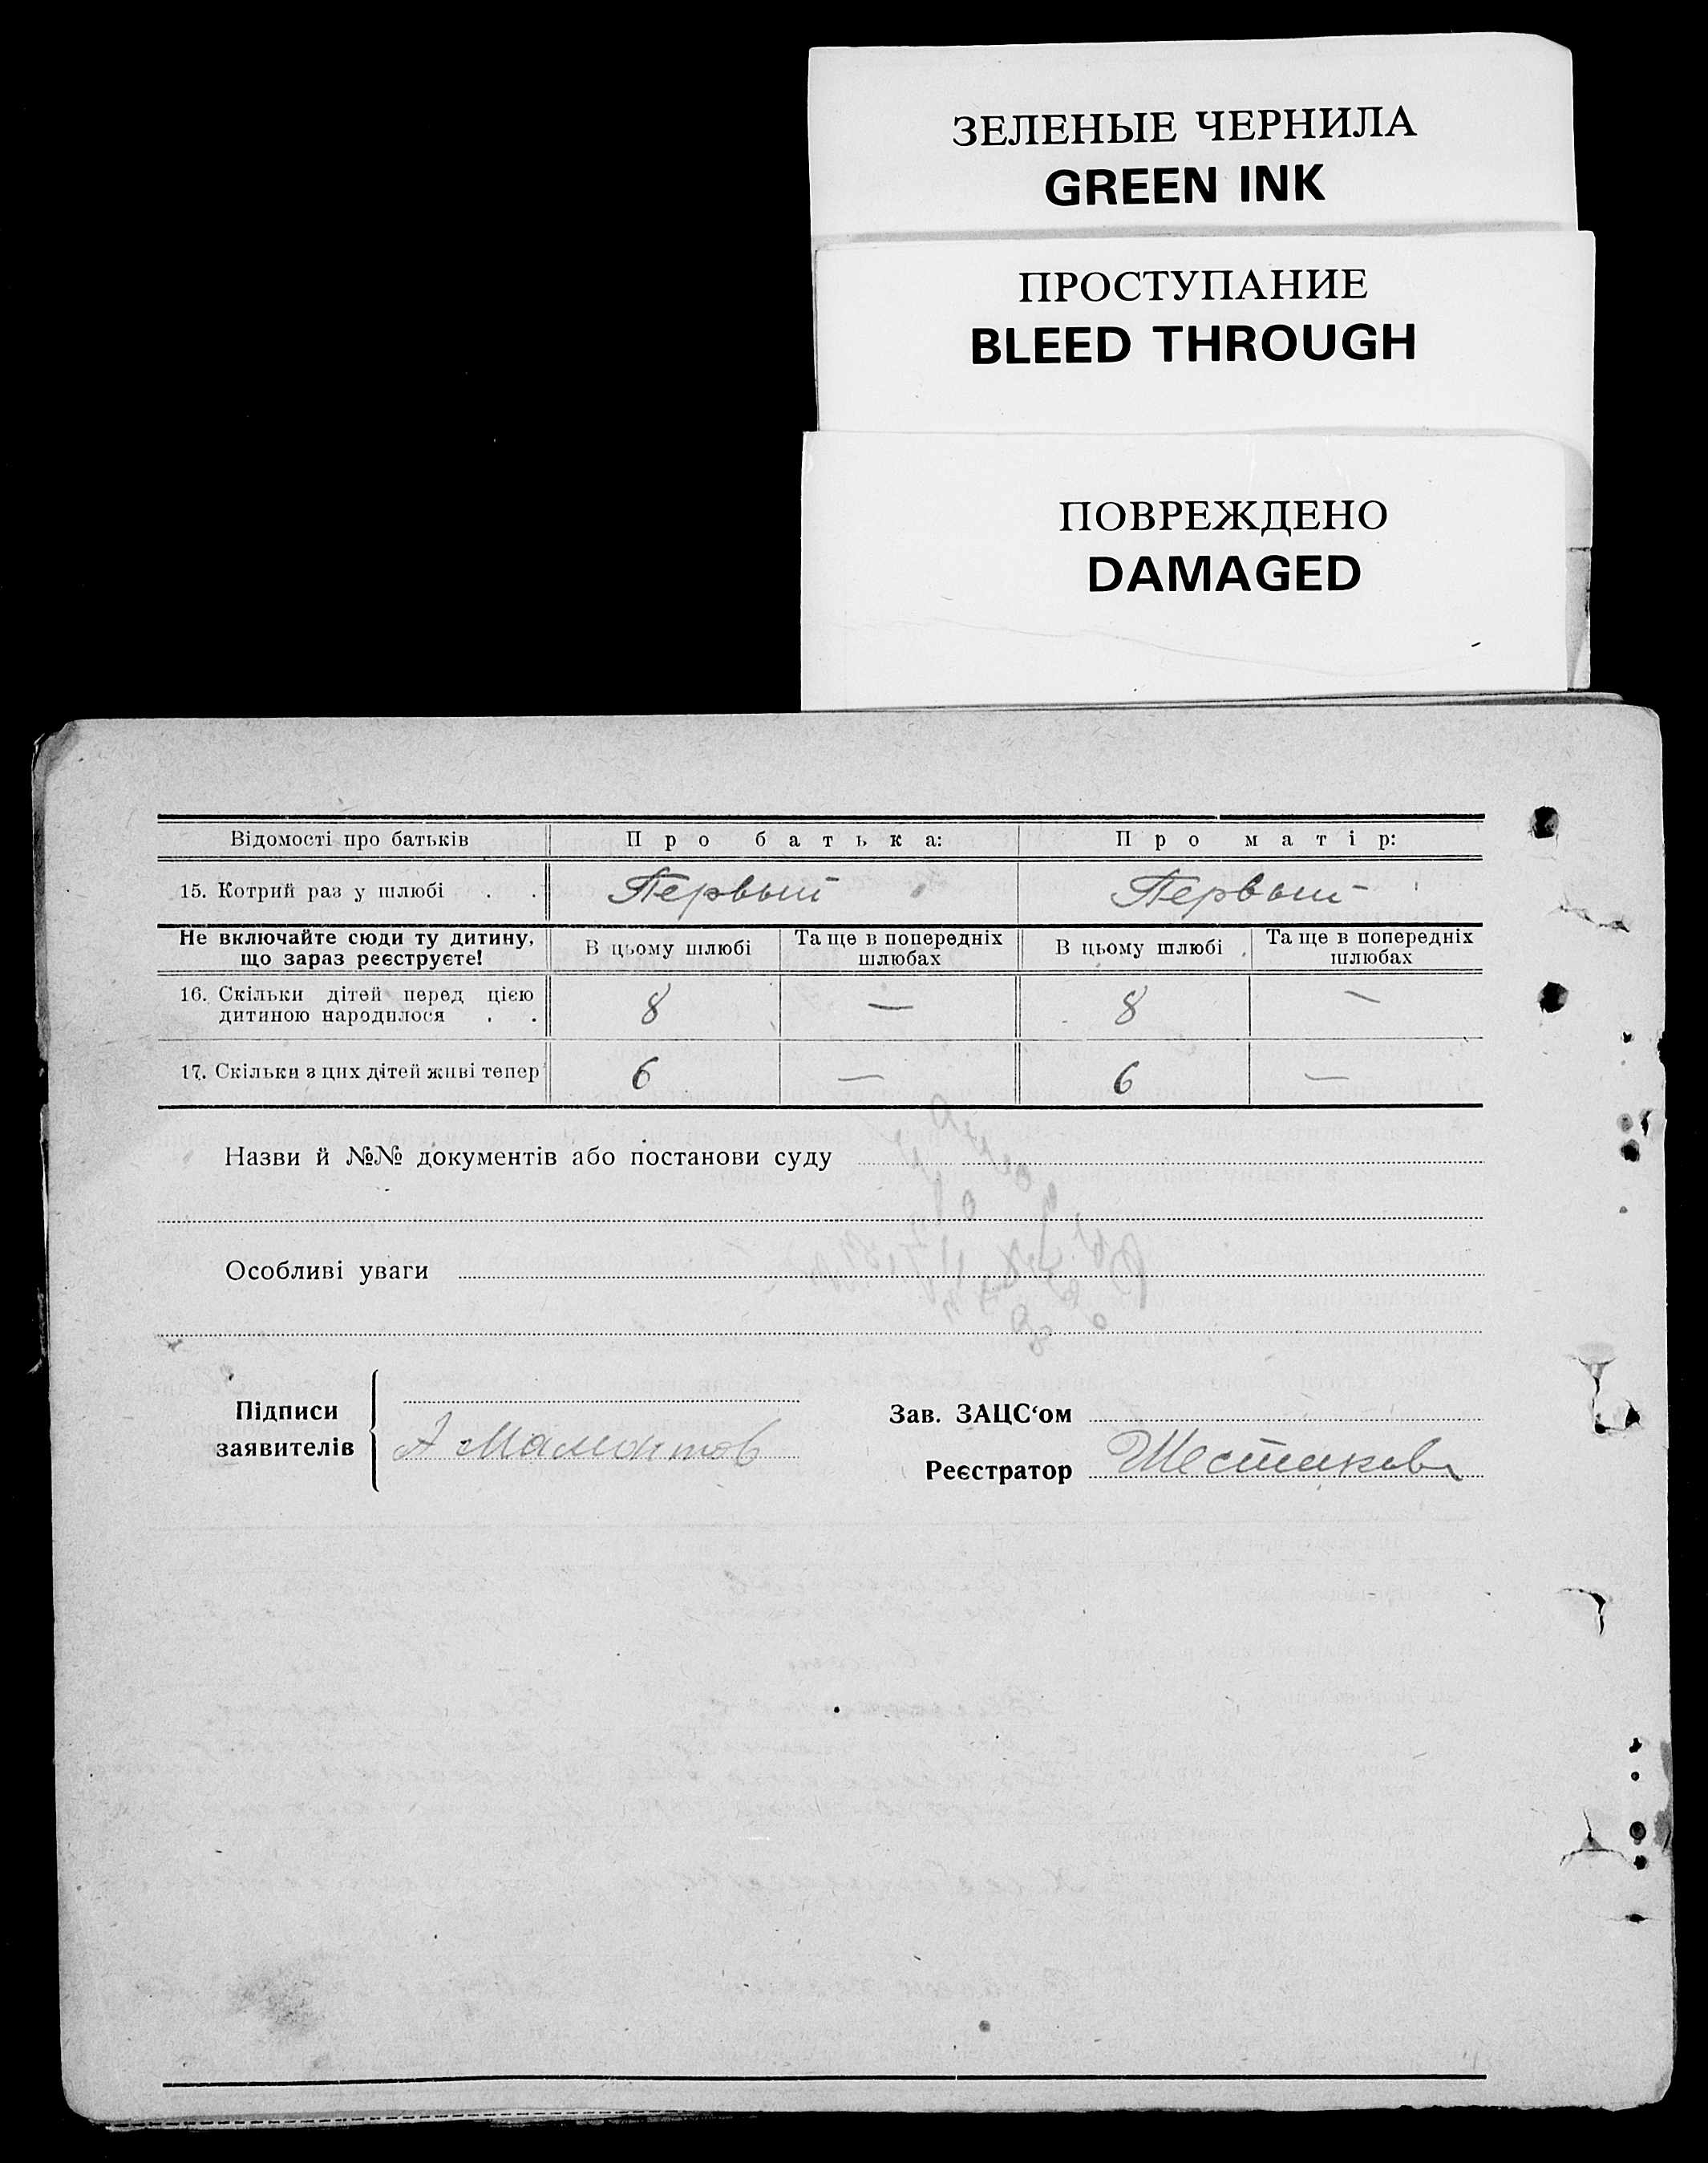 ЗЕЛЕНЫЕ ЧЕРНИЛА
GREEN INK
ПРОСТУПАНИЕ
BLEED THROUGH
ПОВРЕЖДЕНО
DAMAGED
Відомості про батьків Про батька: Про матір:
15. Котрий раз у шлюбі . . Первый Первый
Не включайте сюди ту дитину, що зараз реєструєте! В цьому шлюбі Та ще в попередніх шлюбах В цьому шлюбі Та ще в попередніх шлюбах
16. Скільки дітей перед цією дитиною народилося . . 8 — 8 —
17. Скільки з цих дітей живі тепер 6 — 6 —
Назви й №№ документів або постанови суду
Особливі уваги
Підписи заявителів А Мамонтов
Зав. ЗАЦС‘ом
Реєстратор Шестакова